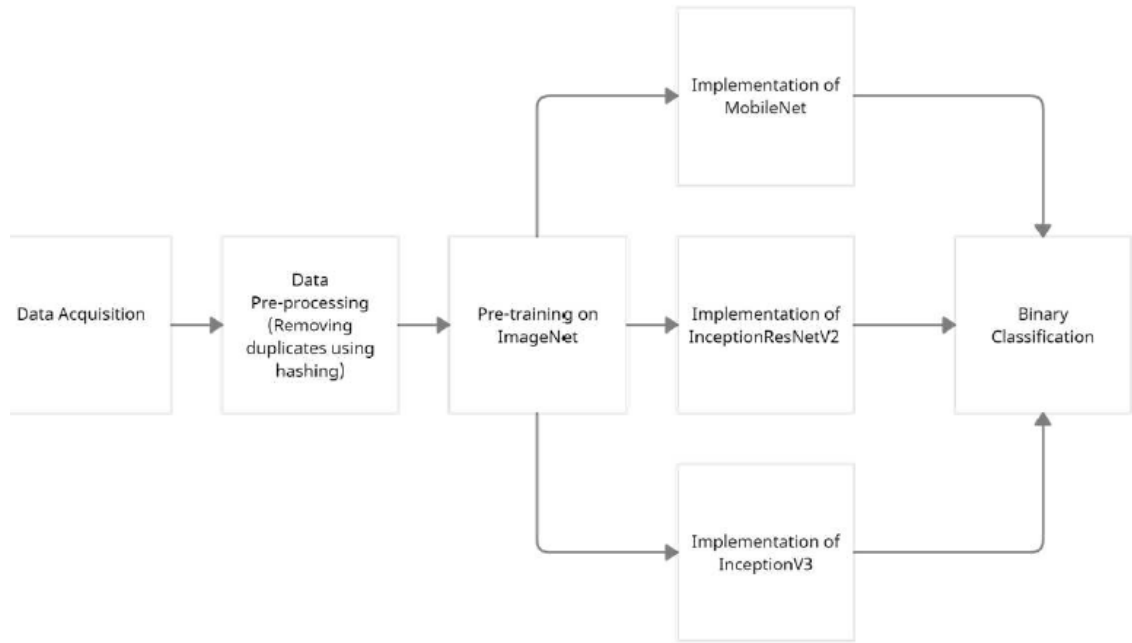 Implementation of
MobileNet
Data Acquisition
Data
Pre-processing
(Removing
duplicates using
hashing)
Pre-training on
ImageNet
Implementation of
InceptionResNetV2
Binary
Classification
Implementation of
InceptionV3